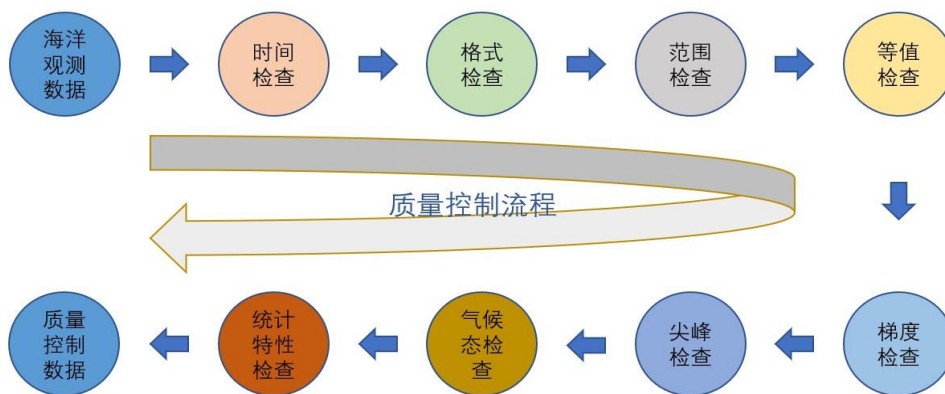 海洋
观测
数据
时间
检查
格式
检查
范围
检查
等值
检查
质量控制流程
质量
控制
数据
统计
特性检查
气候
态检
查
尖峰
检查
梯度
检查